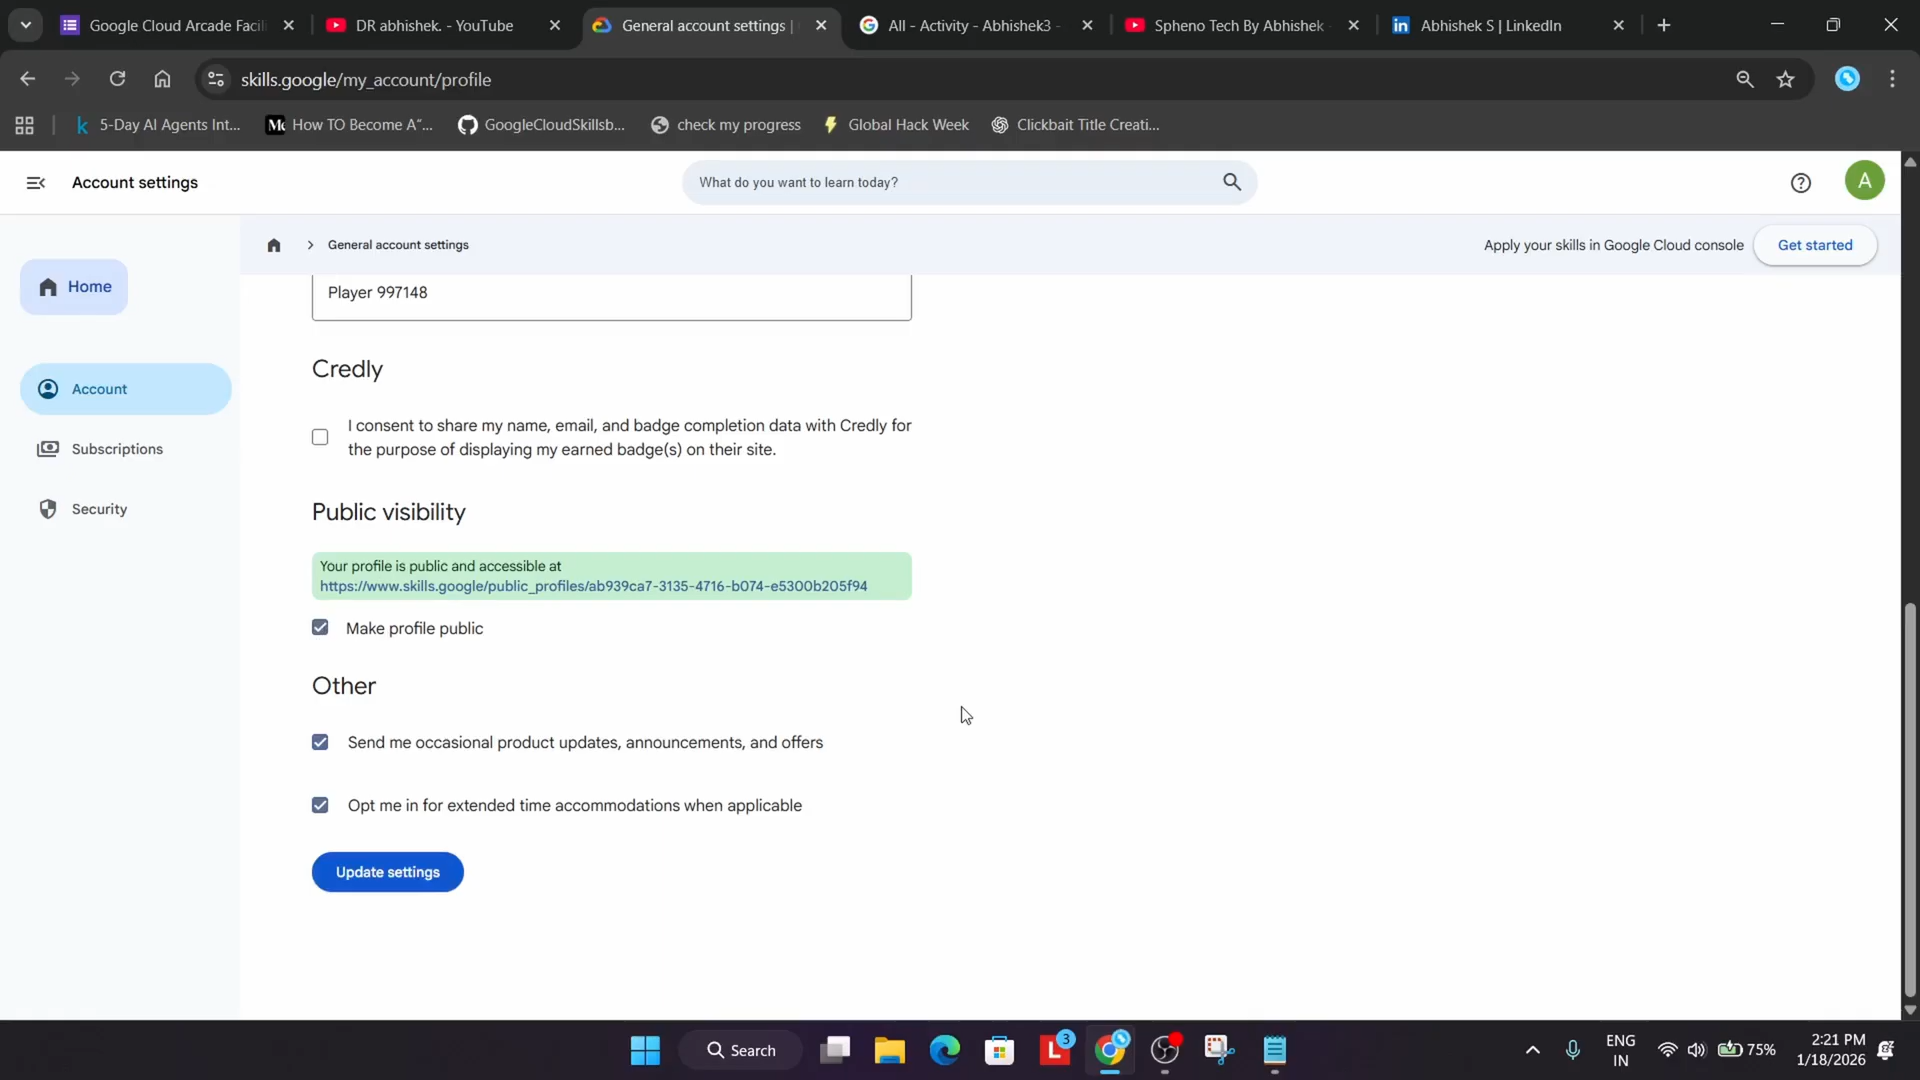 Google Cloud Arcade Facili
DR abhishek. - YouTube
General account settings |
All - Activity - Abhishek3 -
Spheno Tech By Abhishek
Abhishek S | LinkedIn
skills.google/my_account/profile
5-Day AI Agents Int...
How TO Become A"...
GoogleCloudSkillsb...
check my progress
Global Hack Week
Clickbait Title Creati...
Account settings
What do you want to learn today?
A
General account settings
Apply your skills in Google Cloud console
Get started
Home
Account
Subscriptions
Security
Player 997148
Credly
I consent to share my name, email, and badge completion data with Credly for
the purpose of displaying my earned badge(s) on their site.
Public visibility
Your profile is public and accessible at
https://www.skills.google/public_profiles/ab939ca7-3135-4716-b074-e5300b205f94
Make profile public
Other
Send me occasional product updates, announcements, and offers
Opt me in for extended time accommodations when applicable
Update settings
Search
3
ENG
IN
75%
2:21 PM
1/18/2026